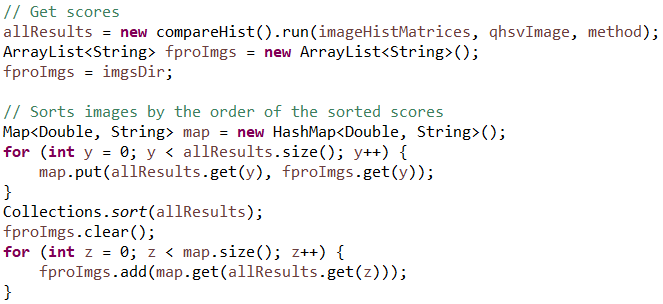 // Get scores
allResults = new compareHist().run(imageHistMatrices, qhsvImage, method);
ArrayList<String> fproImgs = new ArrayList<String>();
fproImgs = imgsDir;

// Sorts images by the order of the sorted scores
Map<Double, String> map = new HashMap<Double, String>();
for (int y = 0; y < allResults.size(); y++) {
    map.put(allResults.get(y), fproImgs.get(y));
}
Collections.sort(allResults);
fproImgs.clear();
for (int z = 0; z < map.size(); z++) {
    fproImgs.add(map.get(allResults.get(z)));
}